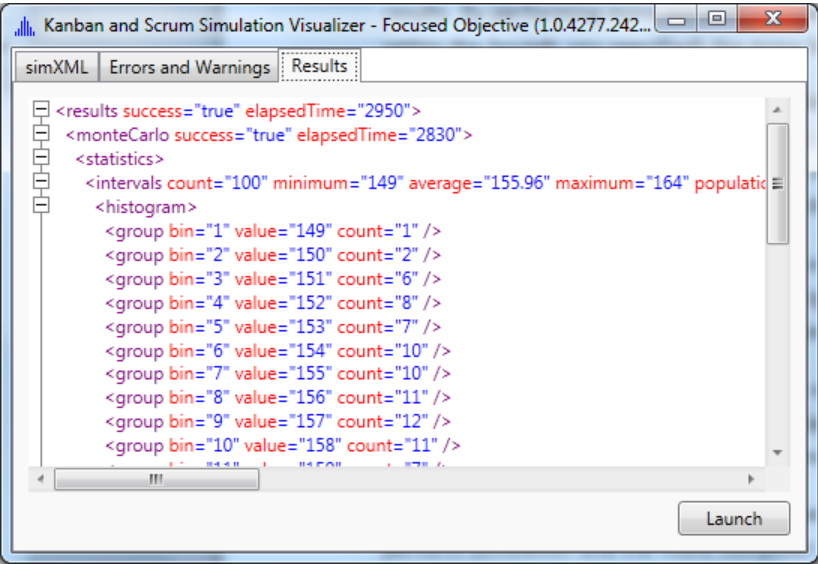 Kanban and Scrum Simulation Visualizer - Focused Objective (1.0.4277.242...
simXML Errors and Warnings Results
<results success="true" elapsedTime="2950">
<monteCarlo success="true" elapsedTime="2830">
<statistics>
<intervals count="100" minimum="149" average="155.96" maximum="164" populatic
<histogram>
<group bin="1" value="149" count="1" />
<group bin="2" value="150" count="2" />
<group bin="3" value="151" count="6" />
<group bin="4" value="152" count="8" />
<group bin="5" value="153" count="7" />
<group bin="6" value="154" count="10" />
<group bin="7" value="155" count="10" />
<group bin="8" value="156" count="11" />
<group bin="9" value="157" count="12" />
<group bin="10" value="158" count="11" />
Launch